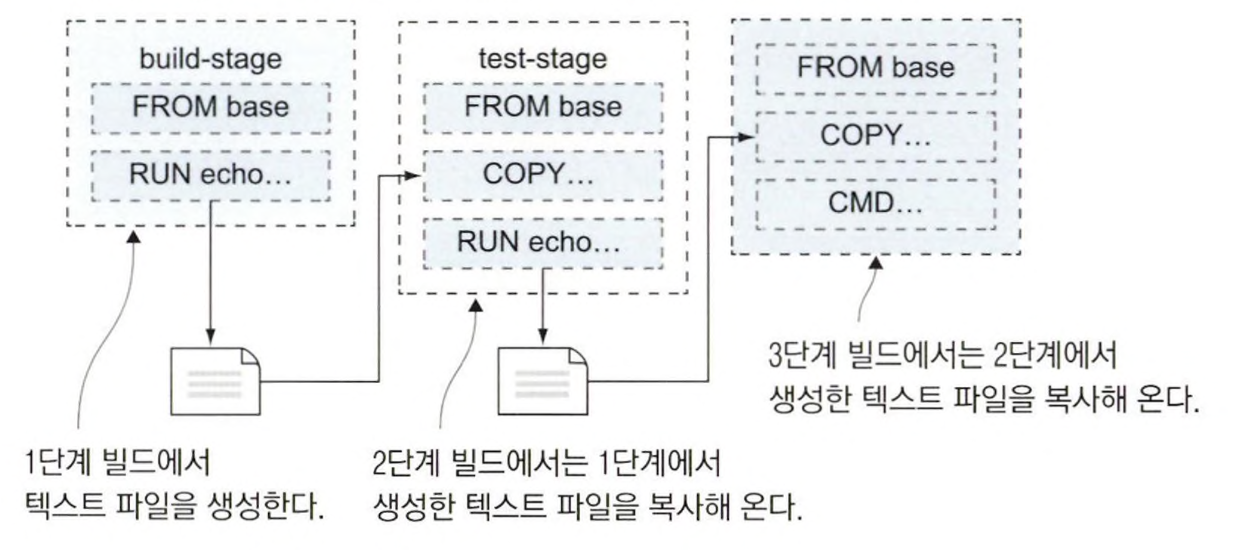 build-stage
FROM base
RUN echo...
test-stage
FROM base
COPY...
RUN echo...
FROM base
COPY...
CMD...
1단계 빌드에서
텍스트 파일을 생성한다.
2단계 빌드에서는 1단계에서
생성한 텍스트 파일을 복사해 온다.
3단계 빌드에서는 2단계에서
생성한 텍스트 파일을 복사해 온다.